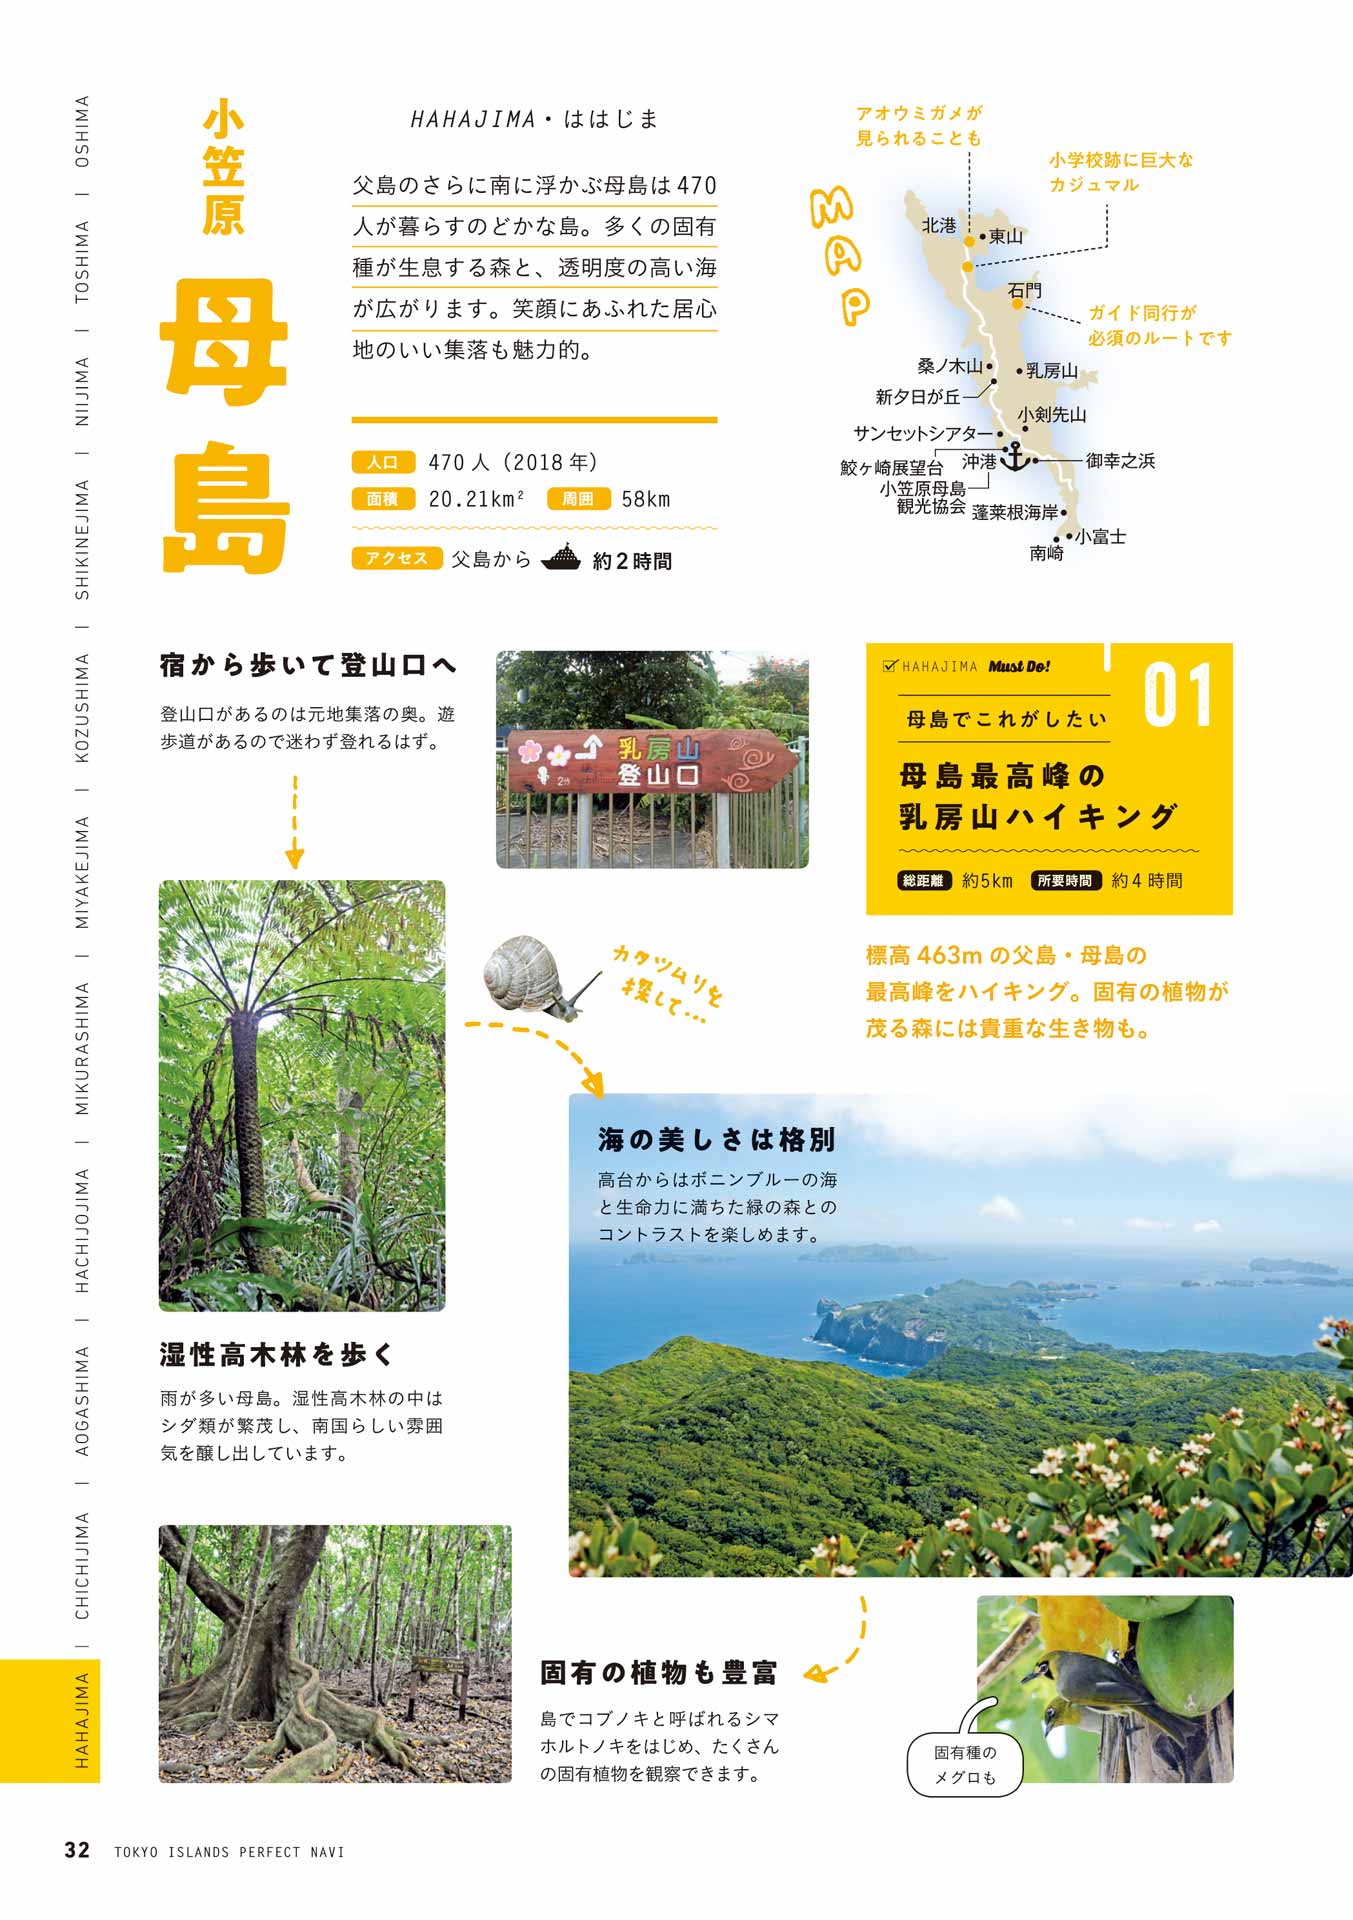 小笠原
母島
HAHAJIMA・ははじま
父島のさらに南に浮かぶ母島は470
人が暮らすのどかな島。多くの固有
種が生息する森と、透明度の高い海
が広がります。笑顔にあふれた居心
地のいい集落も魅力的。
人口 470人（2018年）
面積 20.21km² 周囲 58km
アクセス 父島から 約2時間
MAP
アオウミガメが
見られることも
小学校跡に巨大な
カジュマル
北港
東山
石門
ガイド同行が
必須のルートです
桑ノ木山
乳房山
新夕日が丘
小剣先山
サンセットシアター
鮫ヶ崎展望台
沖港
御幸之浜
小笠原母島
観光協会
蓬莱根海岸
小富士
南崎
宿から歩いて登山口へ
登山口があるのは元地集落の奥。遊
歩道があるので迷わず登れるはず。
乳房山
登山口
2分
HAHAJIMA Must Do!
01
母島でこれがしたい
母島最高峰の
乳房山ハイキング
総距離 約5km 所要時間 約4時間
標高463mの父島・母島の
最高峰をハイキング。固有の植物が
茂る森には貴重な生き物も。
カタツムリを
探して…
海の美しさは格別
高台からはボニンブルーの海
と生命力に満ちた緑の森との
コントラストを楽しめます。
湿性高木林を歩く
雨が多い母島。湿性高木林の中は
シダ類が繁茂し、南国らしい雰囲
気を醸し出しています。
固有の植物も豊富
島でコブノキと呼ばれるシマ
ホルトノキをはじめ、たくさん
の固有植物を観察できます。
固有種の
メグロも
HAHAJIMA | CHICHIJIMA | AOGASHIMA | HACHIJOJIMA | MIKURASHIMA | MIYAKEJIMA | KOZUSHIMA | SHIKINEJIMA | NIIJIMA | TOSHIMA | OSHIMA
32 TOKYO ISLANDS PERFECT NAVI